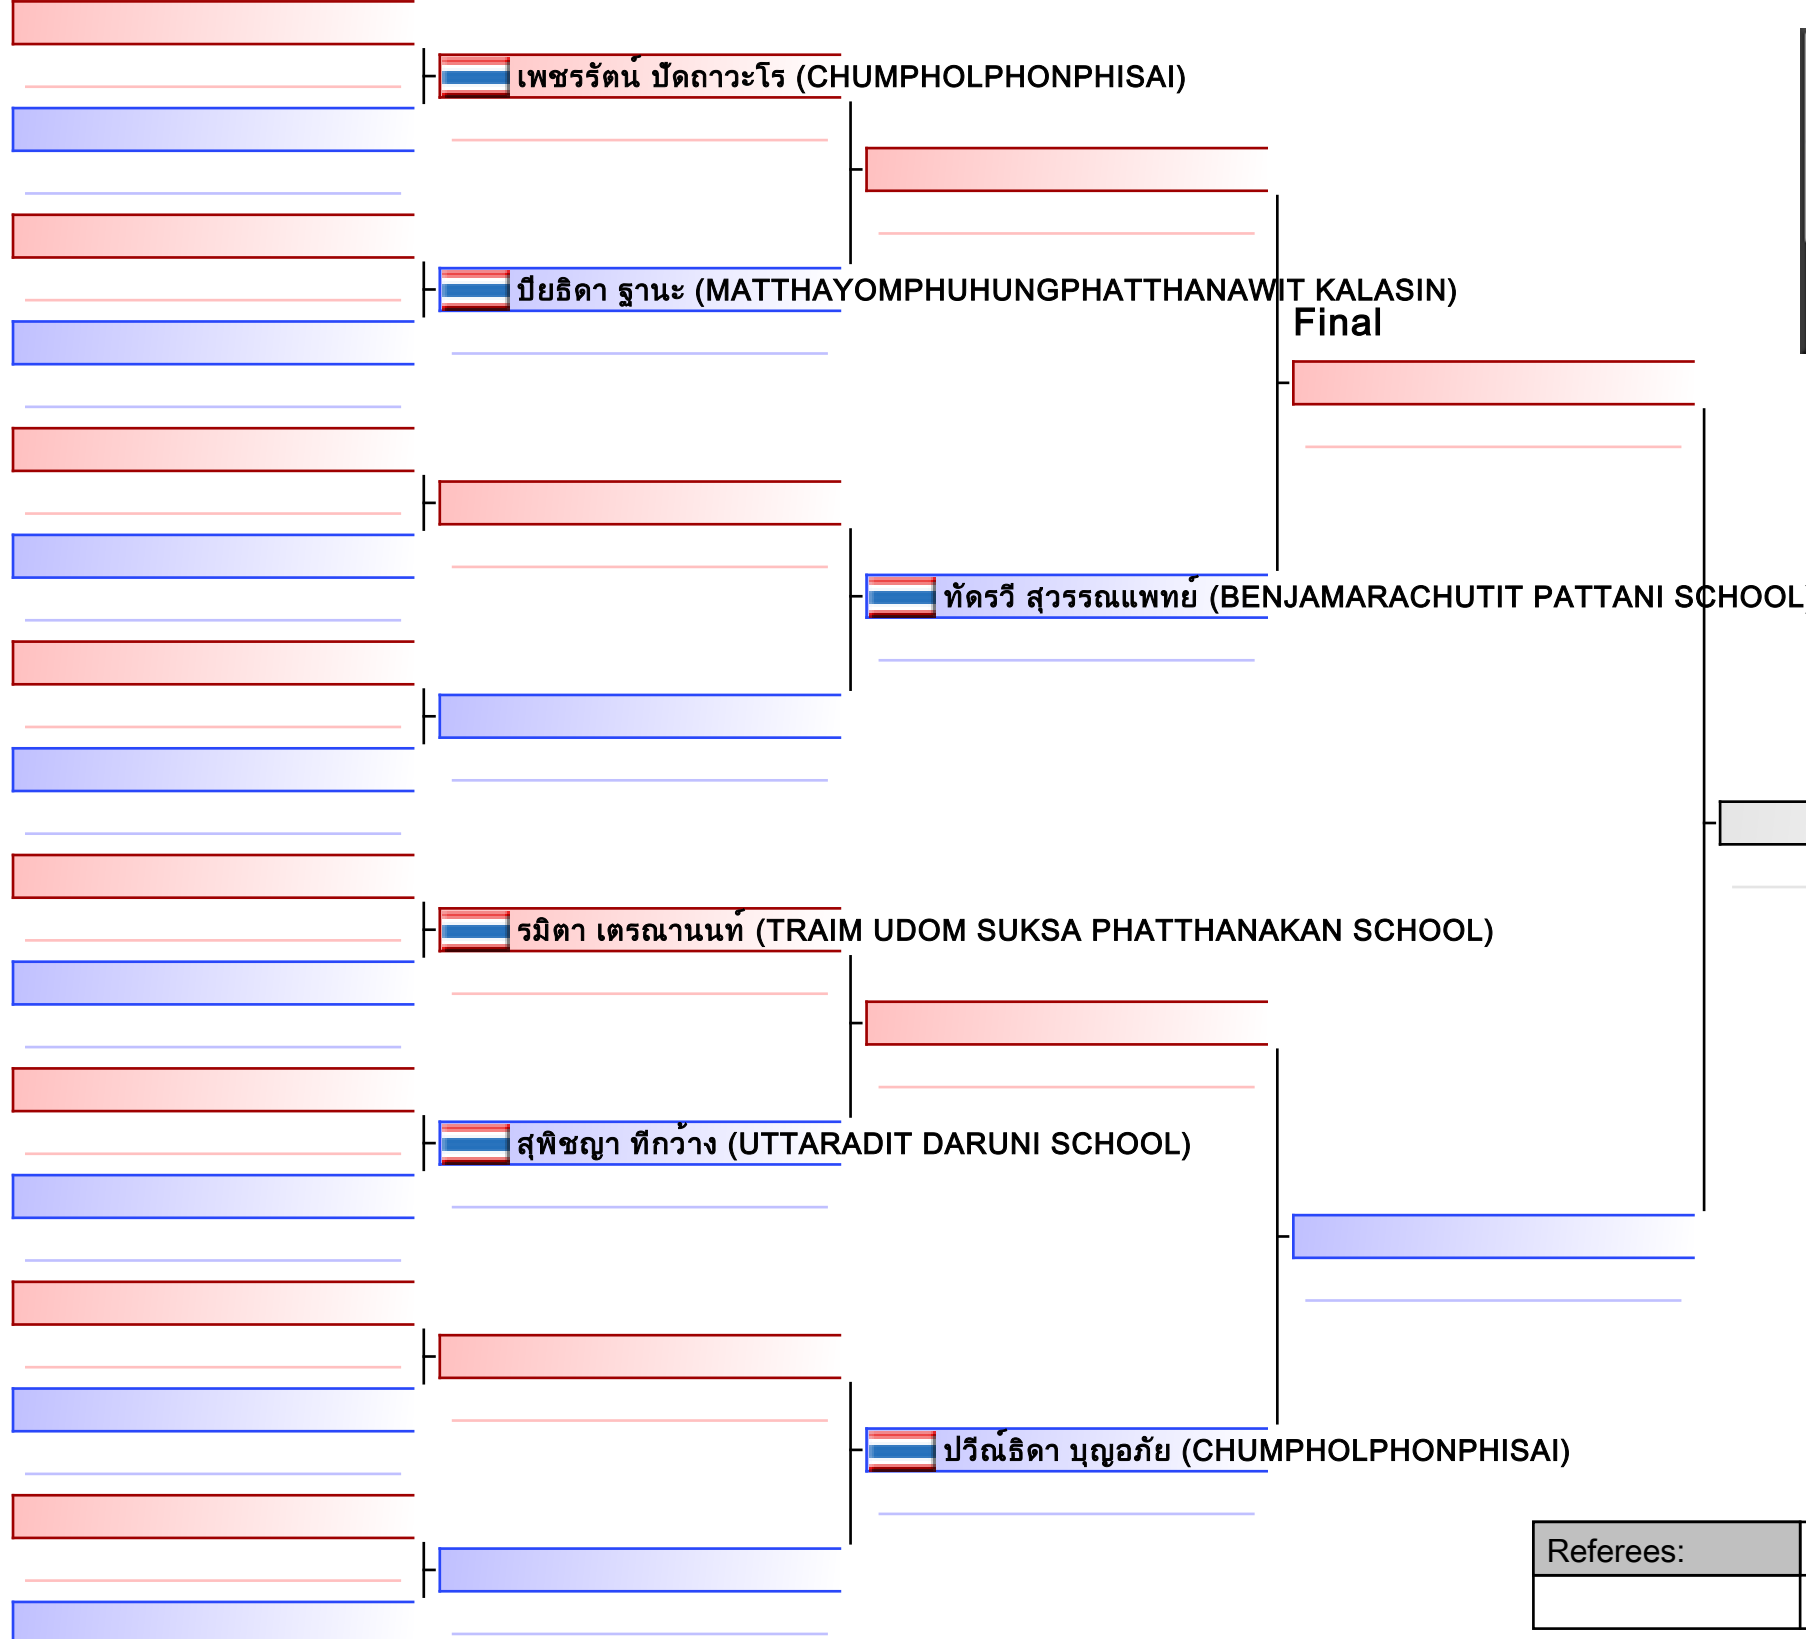 เพชรรัตน์ ปัดถาวะโร (CHUMPHOLPHONPHISAI)
ปิยธิดา ฐานะ (MATTHAYOMPHUHUNGPHATTHANAWIT KALASIN)
Final
ทัดรวี สุวรรณแพทย์ (BENJAMARACHUTIT PATTANI SCHOOL)
รมิตา เตรณานนท์ (TRAIM UDOM SUKSA PHATTHANAKAN SCHOOL)
สุพิชญา ทีกว้าง (UTTARADIT DARUNI SCHOOL)
ปวีณ์ธิดา บุญอภัย (CHUMPHOLPHONPHISAI)
Referees: